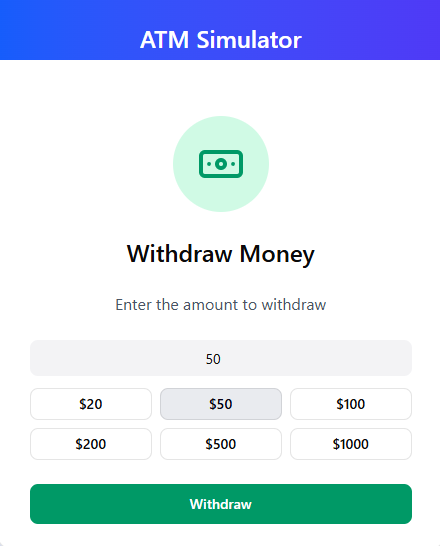 ATM Simulator
Withdraw Money
Enter the amount to withdraw
50
$20 $50 $100
$200 $500 $1000
Withdraw